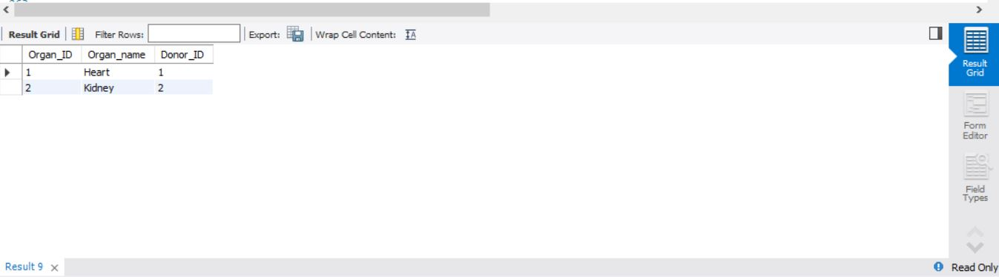 Result Grid Filter Rows: Export: Wrap Cell Content:
Organ_ID Organ_name Donor_ID
1 Heart 1
2 Kidney 2
Result
Grid
Form
Editor
Field
Types
Result 9 Read Only